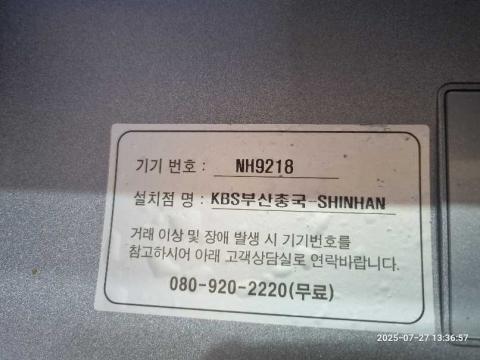 기기 번호 : NH9218
설치점 명 : KBS부산총국-SHINHAN
거래 이상 및 장애 발생 시 기기번호를
참고하시어 아래 고객상담실로 연락바랍니다.
080-920-2220(무료)
2025-07-27 13:36:57